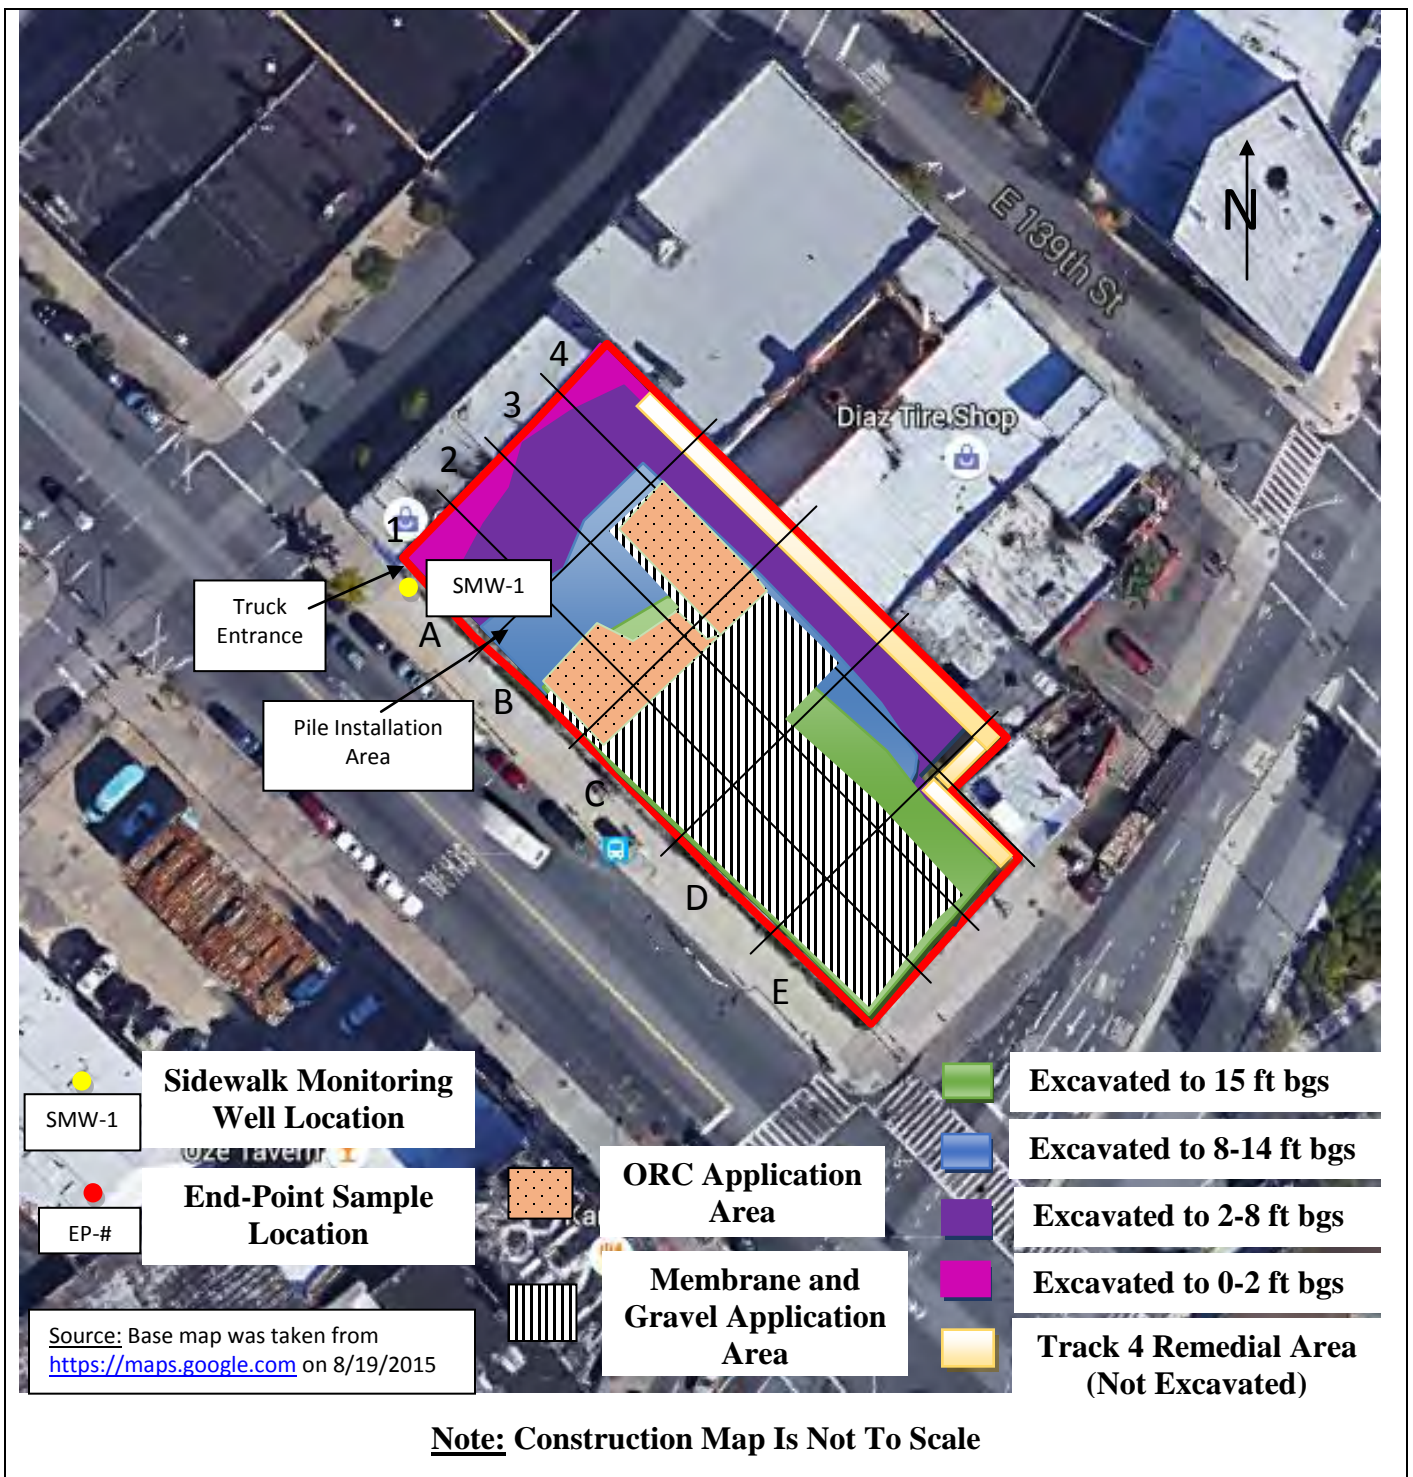 N
E 139th St
4
3
Diaz Tire Shop
2
1
SMW-1
Truck
Entrance
A
B
Pile Installation
Area
C
D
E
Sidewalk Monitoring
Well Location
SMW-1
Oze Tavern
End-Point Sample
Location
EP-#
ORC Application
Area
Membrane and
Gravel Application
Area
Excavated to 15 ft bgs
Excavated to 8-14 ft bgs
Excavated to 2-8 ft bgs
Excavated to 0-2 ft bgs
Track 4 Remedial Area
(Not Excavated)
Source: Base map was taken from
https://maps.google.com on 8/19/2015
Note: Construction Map Is Not To Scale